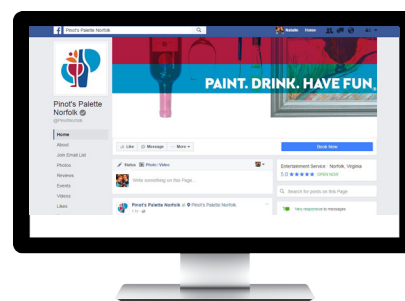 Pinot's Palette Norfolk
Natalie Home
PAINT. DRINK. HAVE FUN.
Pinot's Palette
Norfolk
@PinotNorfolk
Like Message More
Book Now
Home
About
Join Email List
Photos
Reviews
Events
Videos
Likes
Status Photo / Video
Write something on this Page...
Pinot's Palette Norfolk at Pinot's Palette Norfolk.
Entertainment Service · Norfolk, Virginia
5.0 ★★★★★ OPEN NOW
Search for posts on this Page
Very responsive to messages